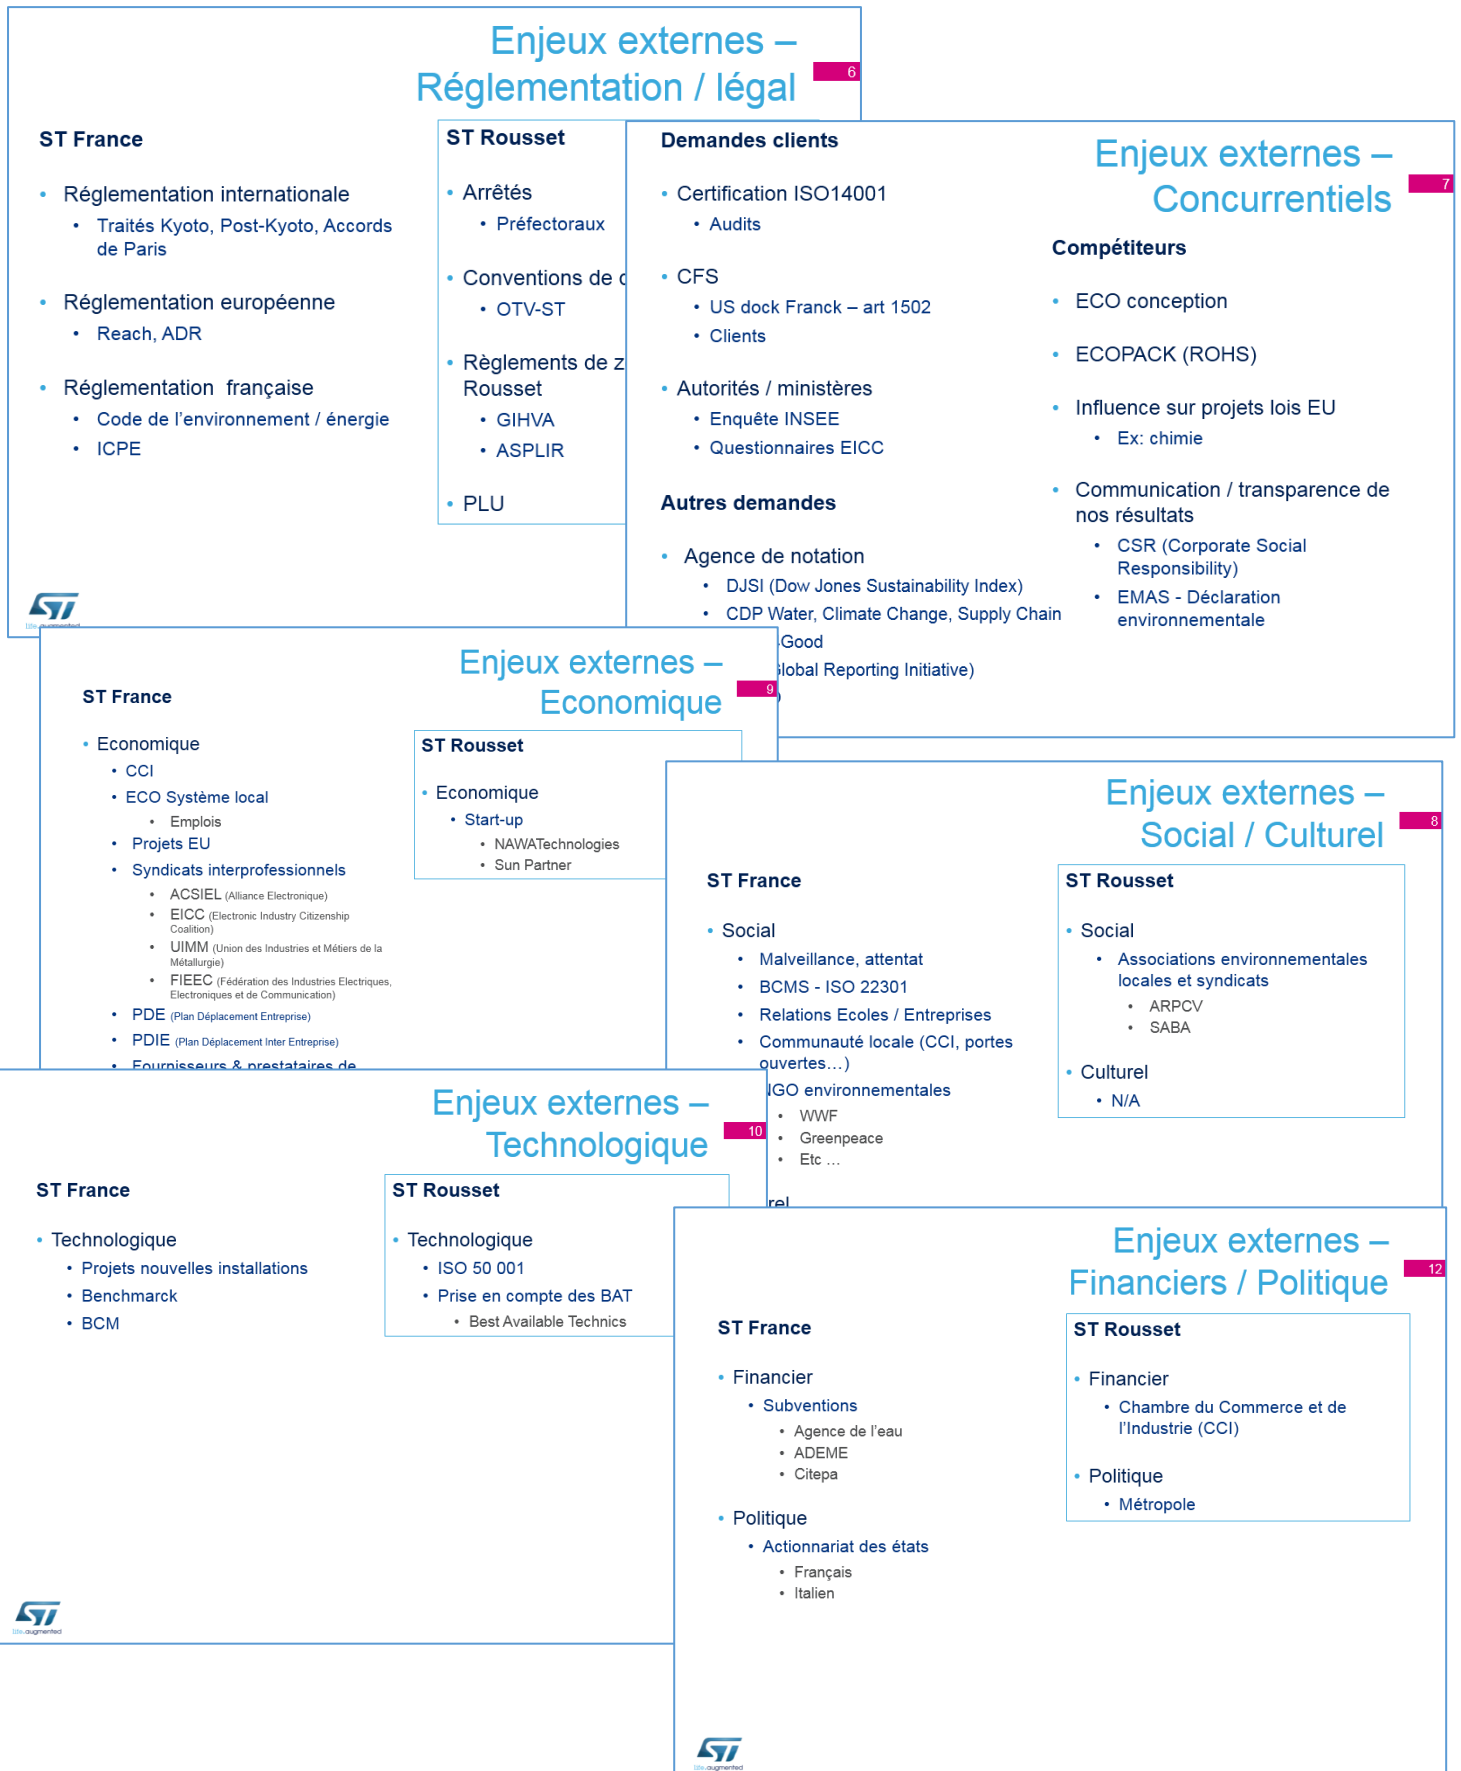 Enjeux externes –
Réglementation / légal
6
ST France
• Réglementation internationale
• Traités Kyoto, Post-Kyoto, Accords
de Paris
• Réglementation européenne
• Reach, ADR
• Réglementation française
• Code de l'environnement / énergie
• ICPE
ST Rousset
• Arrêtés
• Préfectoraux
• Conventions de
• OTV-ST
• Règlements de
Rousset
• GIHVA
• ASPLIR
• PLU
life.augmented
Enjeux externes –
Concurrentiels
7
Demandes clients
• Certification ISO14001
• Audits
• CFS
• US dock Franck – art 1502
• Clients
• Autorités / ministères
• Enquête INSEE
• Questionnaires EICC
Autres demandes
• Agence de notation
• DJSI (Dow Jones Sustainability Index)
• CDP Water, Climate Change, Supply Chain
Good
Reporting Initiative)
Compétiteurs
• ECO conception
• ECOPACK (ROHS)
• Influence sur projets lois EU
• Ex: chimie
• Communication / transparence de
nos résultats
• CSR (Corporate Social
Responsibility)
• EMAS - Déclaration
environnementale
Enjeux externes –
Economique
9
ST France
• Economique
• CCI
• ECO Système local
• Emplois
• Projets EU
• Syndicats interprofessionnels
• ACSIEL (Alliance Electronique)
• EICC (Electronic Industry Citizenship
Coalition)
• UIMM (Union des Industries et Métiers de la
Métallurgie)
• FIEEC (Fédération des Industries Electriques,
Electroniques et de Communication)
• PDE (Plan Déplacement Entreprise)
• PDIE (Plan Déplacement Inter Entreprise)
• Fournisseurs & prestataires de
ST Rousset
• Economique
• Start-up
• NAWATechnologies
• Sun Partner
Enjeux externes –
Social / Culturel
8
ST France
• Social
• Malveillance, attentat
• BCMS - ISO 22301
• Relations Ecoles / Entreprises
• Communauté locale (CCI, portes
ouvertes…)
NGO environnementales
• WWF
• Greenpeace
• Etc …
ST Rousset
• Social
• Associations environnementales
locales et syndicats
• ARPCV
• SABA
• Culturel
• N/A
Enjeux externes –
Technologique
10
ST France
• Technologique
• Projets nouvelles installations
• Benchmarck
• BCM
ST Rousset
• Technologique
• ISO 50 001
• Prise en compte des BAT
• Best Available Technics
ST
life.augmented
Enjeux externes –
Financiers / Politique
12
ST France
• Financier
• Subventions
• Agence de l'eau
• ADEME
• Citepa
• Politique
• Actionnariat des états
• Français
• Italien
ST Rousset
• Financier
• Chambre du Commerce et de
l'Industrie (CCI)
• Politique
• Métropole
ST
life.augmented